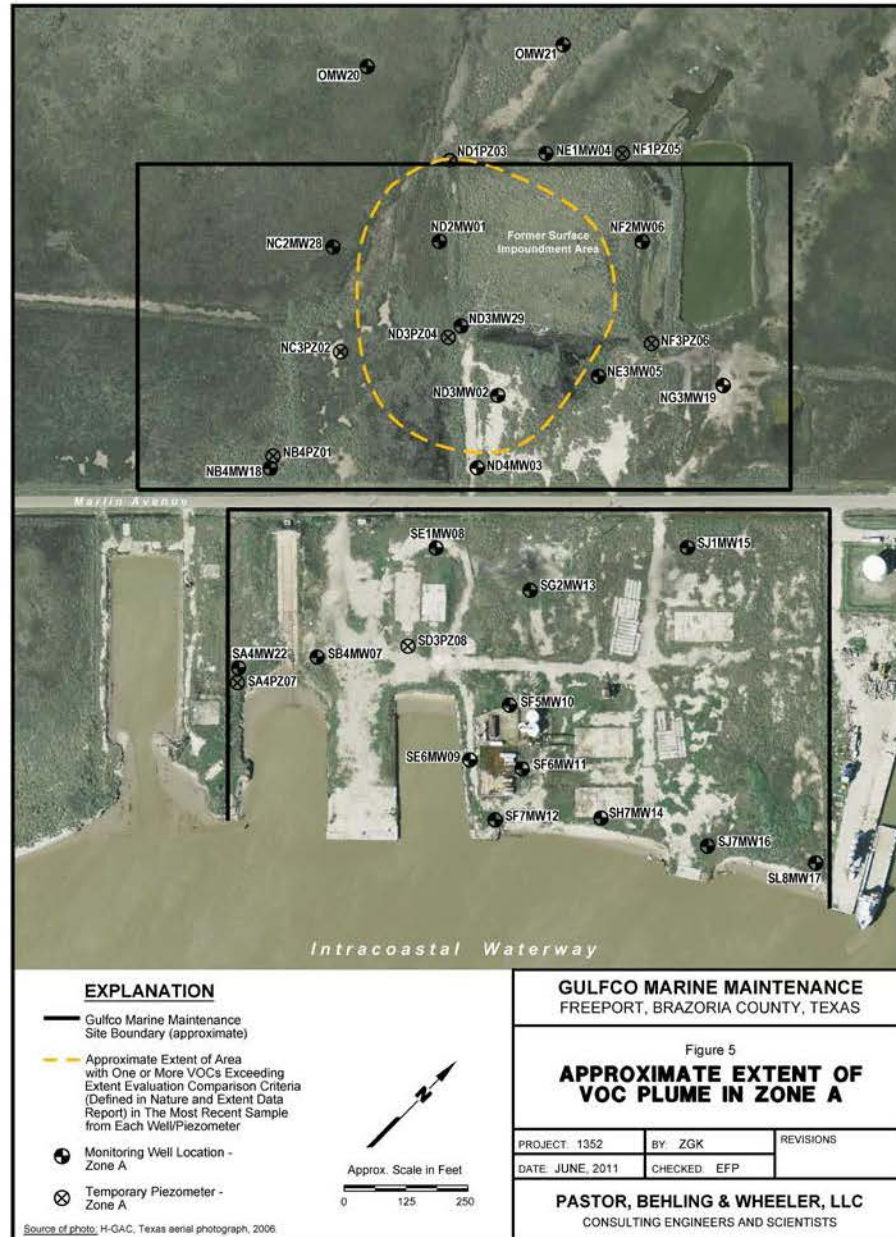 OMW21
OMW20
ND1PZ03
NE1MW04
NF1PZ05
NC2MW28
ND2MW01
Former Surface
Impoundment Area
NF2MW06
ND3MW29
ND3PZ04
NC3PZ02
NF3PZ06
NE3MW05
ND3MW02
NG3MW19
NB4PZ01
NB4MW18
ND4MW03
Marlin Avenue
SE1MW08
SJ1MW15
SG2MW13
SD3PZ08
SA4MW22
SB4MW07
SA4PZ07
SF5MW10
SE6MW09
SF6MW11
SF7MW12
SH7MW14
SJ7MW16
SL8MW17
Intracoastal Waterway
EXPLANATION
Gulfco Marine Maintenance
Site Boundary (approximate)
Approximate Extent of Area
with One or More VOCs Exceeding
Extent Evaluation Comparison Criteria
(Defined in Nature and Extent Data
Report) in The Most Recent Sample
from Each Well/Piezometer
Monitoring Well Location -
Zone A
Temporary Piezometer -
Zone A
Source of photo: H-GAC, Texas aerial photograph, 2006.
N
Approx. Scale in Feet
0 125 250
GULFCO MARINE MAINTENANCE
FREEPORT, BRAZORIA COUNTY, TEXAS
Figure 5
APPROXIMATE EXTENT OF
VOC PLUME IN ZONE A
PROJECT: 1352 BY: ZGK REVISIONS
DATE: JUNE, 2011 CHECKED: EFP
PASTOR, BEHLING & WHEELER, LLC
CONSULTING ENGINEERS AND SCIENTISTS